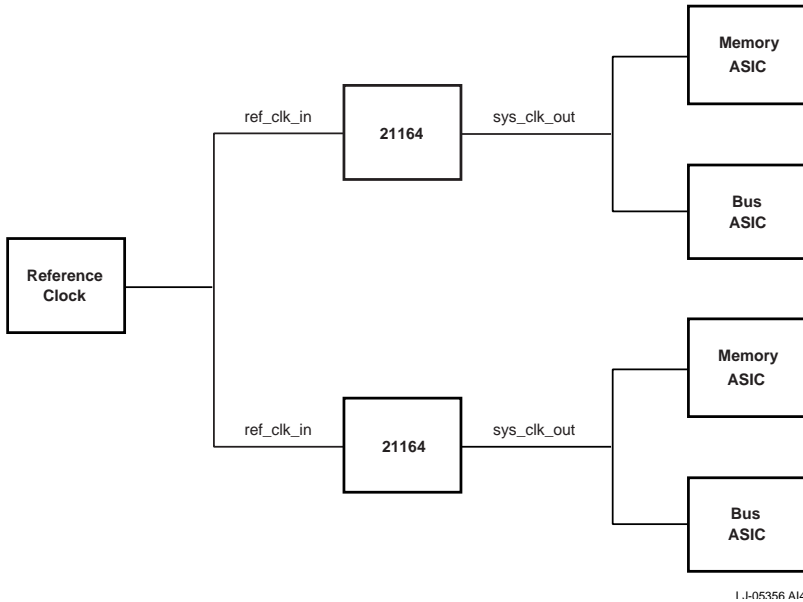 Memory
ASIC
ref_clk_in
21164
sys_clk_out
Bus
ASIC
Reference
Clock
Memory
ASIC
ref_clk_in
21164
sys_clk_out
Bus
ASIC